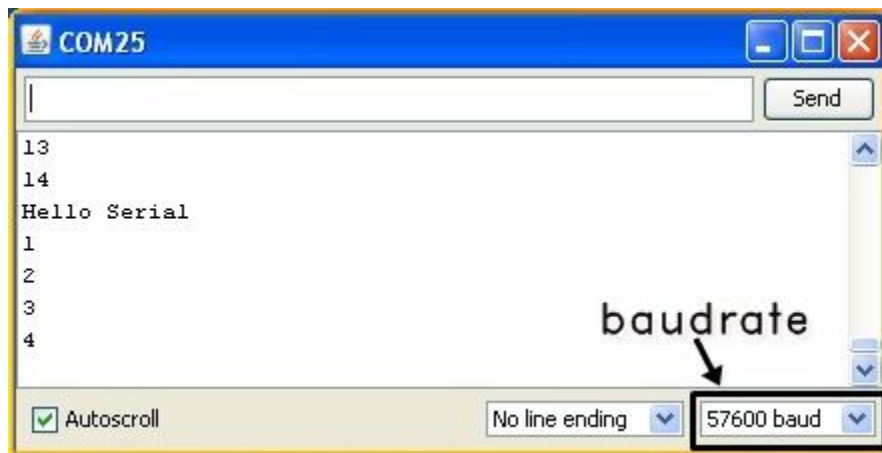 COM25
Send
13
14
Hello Serial
1
2
3
4
baudrate
Autoscroll
No line ending
57600 baud